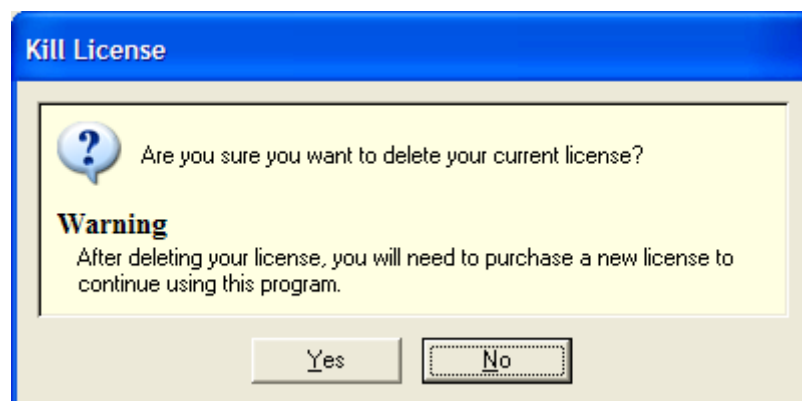 Kill License
Are you sure you want to delete your current license?
Warning
After deleting your license, you will need to purchase a new license to
continue using this program.
Yes
No